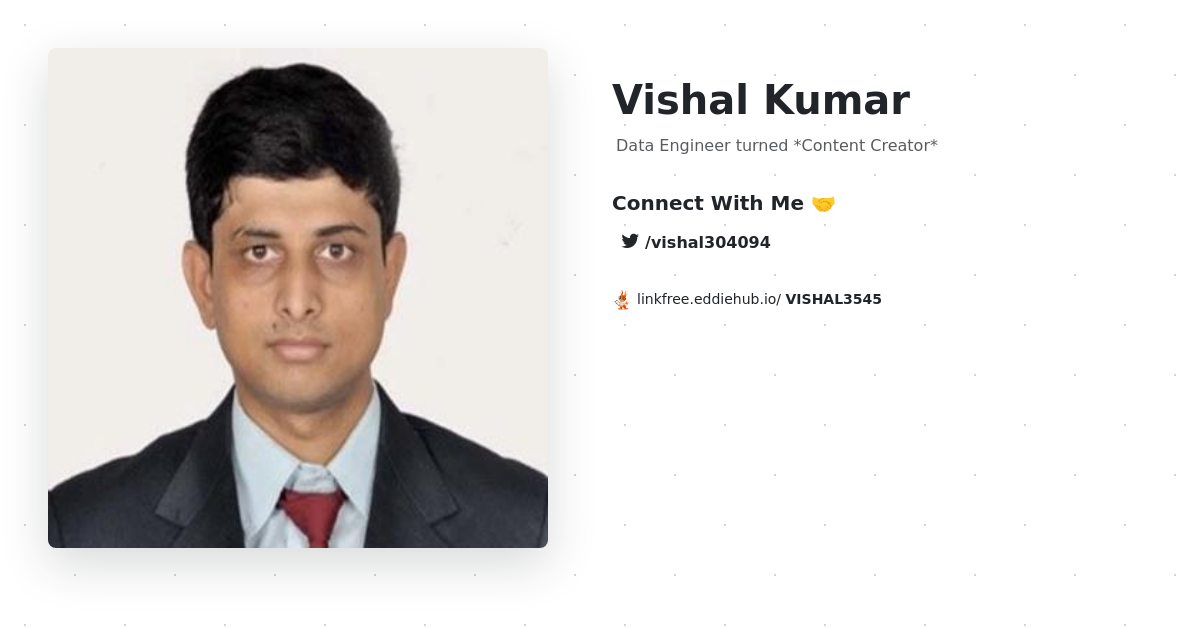 Vishal Kumar
Data Engineer turned *Content Creator*
Connect With Me 🤝
/vishal304094
linkfree.eddiehub.io/ VISHAL3545